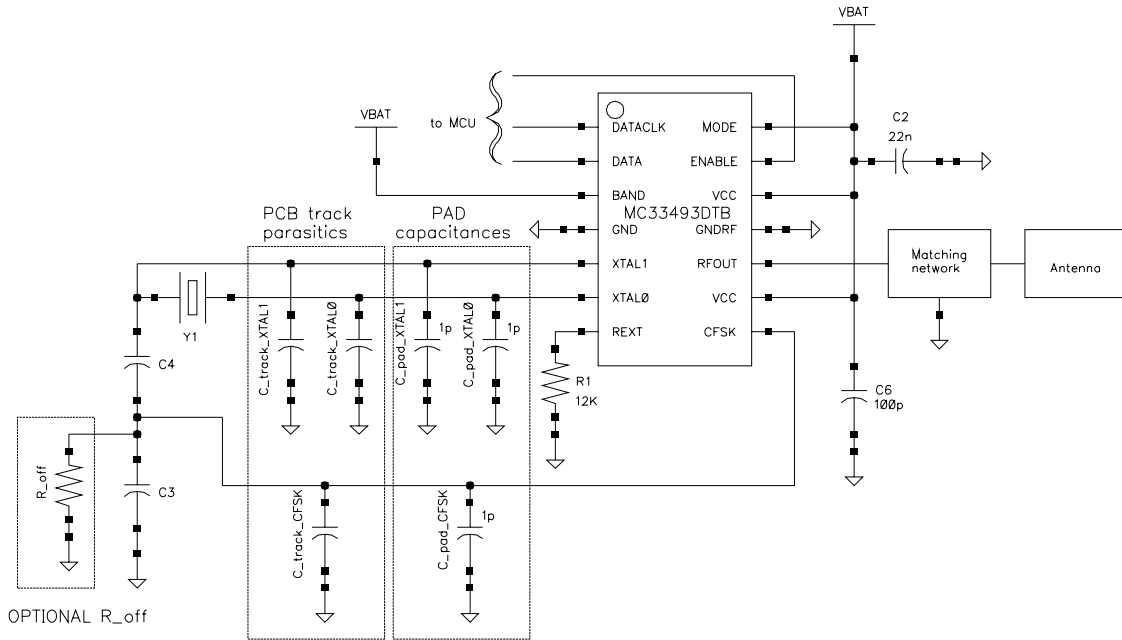 VBAT
VBAT
to MCU
C2
22n
DATACLK
MODE
DATA
ENABLE
BAND
VCC
MC33493DTB
GND
GNDRF
XTAL1
RFOUT
XTAL0
VCC
REXT
CFSK
PCB track
parasitics
PAD
capacitances
Matching
network
Antenna
Y1
C_track_XTAL1
C_track_XTAL0
C_pad_XTAL1
1p
C_pad_XTAL0
1p
C4
R1
12K
C6
100p
R_off
C3
C_track_CFSK
C_pad_CFSK
1p
OPTIONAL R_off